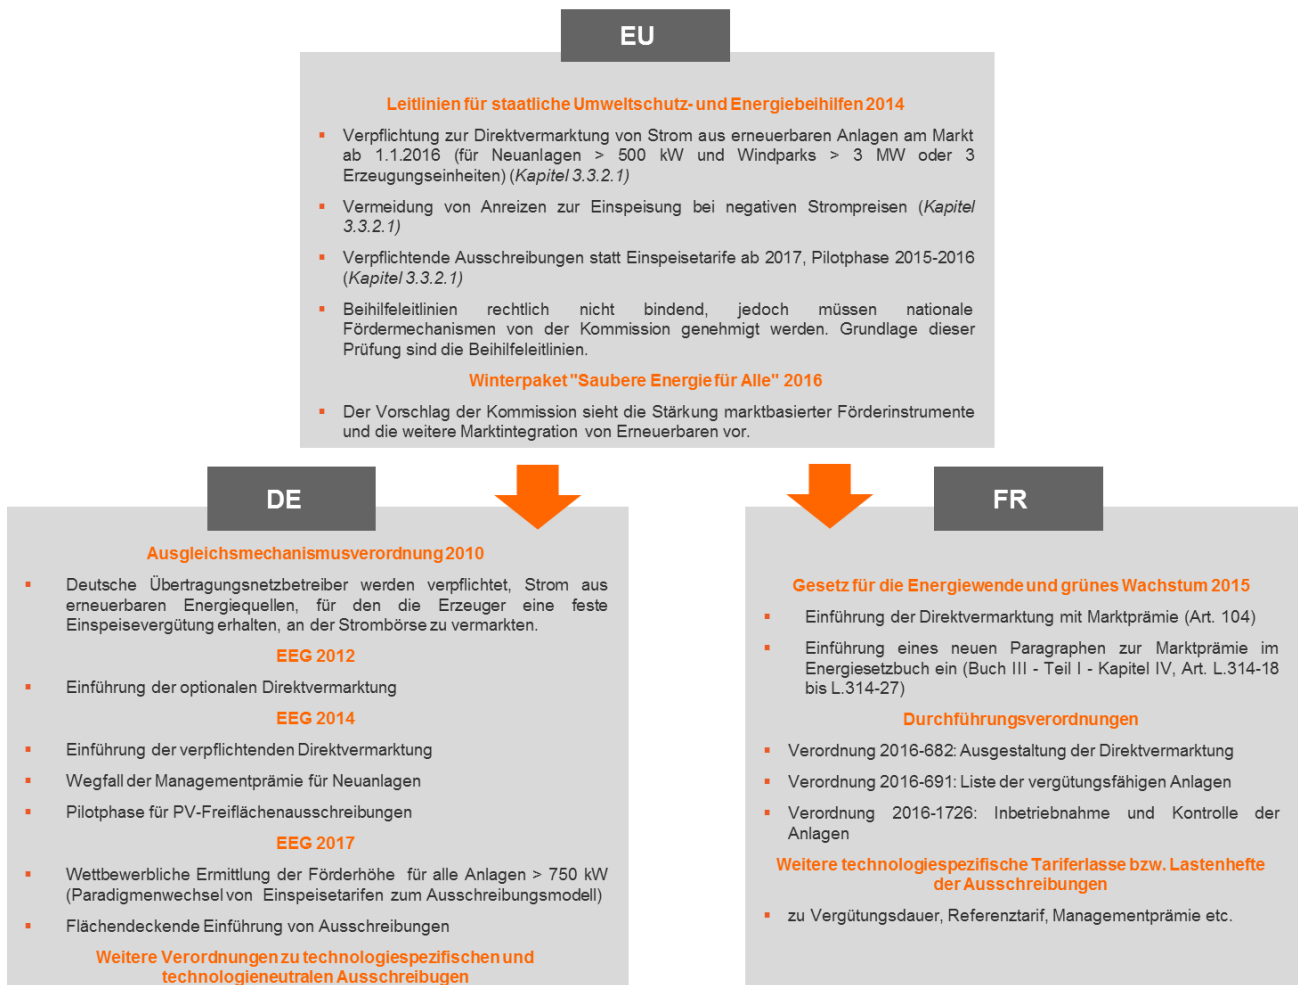 EU
Leitlinien für staatliche Umweltschutz- und Energiebeihilfen 2014
▪ Verpflichtung zur Direktvermarktung von Strom aus erneuerbaren Anlagen am Markt
ab 1.1.2016 (für Neuanlagen > 500 kW und Windparks > 3 MW oder 3
Erzeugungseinheiten) (Kapitel 3.3.2.1)
▪ Vermeidung von Anreizen zur Einspeisung bei negativen Strompreisen (Kapitel
3.3.2.1)
▪ Verpflichtende Ausschreibungen statt Einspeisetarife ab 2017, Pilotphase 2015-2016
(Kapitel 3.3.2.1)
▪ Beihilfeleitlinien rechtlich nicht bindend, jedoch müssen nationale
Fördermechanismen von der Kommission genehmigt werden. Grundlage dieser
Prüfung sind die Beihilfeleitlinien.
Winterpaket "Saubere Energie für Alle" 2016
▪ Der Vorschlag der Kommission sieht die Stärkung marktbasierter Förderinstrumente
und die weitere Marktintegration von Erneuerbaren vor.
DE
Ausgleichsmechanismusverordnung 2010
▪ Deutsche Übertragungsnetzbetreiber werden verpflichtet, Strom aus
erneuerbaren Energiequellen, für den die Erzeuger eine feste
Einspeisevergütung erhalten, an der Strombörse zu vermarkten.
EEG 2012
▪ Einführung der optionalen Direktvermarktung
EEG 2014
▪ Einführung der verpflichtenden Direktvermarktung
▪ Wegfall der Managementprämie für Neuanlagen
▪ Pilotphase für PV-Freiflächenausschreibungen
EEG 2017
▪ Wettbewerbliche Ermittlung der Förderhöhe für alle Anlagen > 750 kW
(Paradigmenwechsel von Einspeisetarifen zum Ausschreibungsmodell)
▪ Flächendeckende Einführung von Ausschreibungen
Weitere Verordnungen zu technologiespezifischen und
technologieneutralen Ausschreibugen
FR
Gesetz für die Energiewende und grünes Wachstum 2015
▪ Einführung der Direktvermarktung mit Marktprämie (Art. 104)
▪ Einführung eines neuen Paragraphen zur Marktprämie im
Energiesetzbuch ein (Buch III - Teil I - Kapitel IV, Art. L.314-18
bis L.314-27)
Durchführungsverordnungen
▪ Verordnung 2016-682: Ausgestaltung der Direktvermarktung
▪ Verordnung 2016-691: Liste der vergütungsfähigen Anlagen
▪ Verordnung 2016-1726: Inbetriebnahme und Kontrolle der
Anlagen
Weitere technologiespezifische Tariferlasse bzw. Lastenhefte
der Ausschreibungen
▪ zu Vergütungsdauer, Referenztarif, Managementprämie etc.